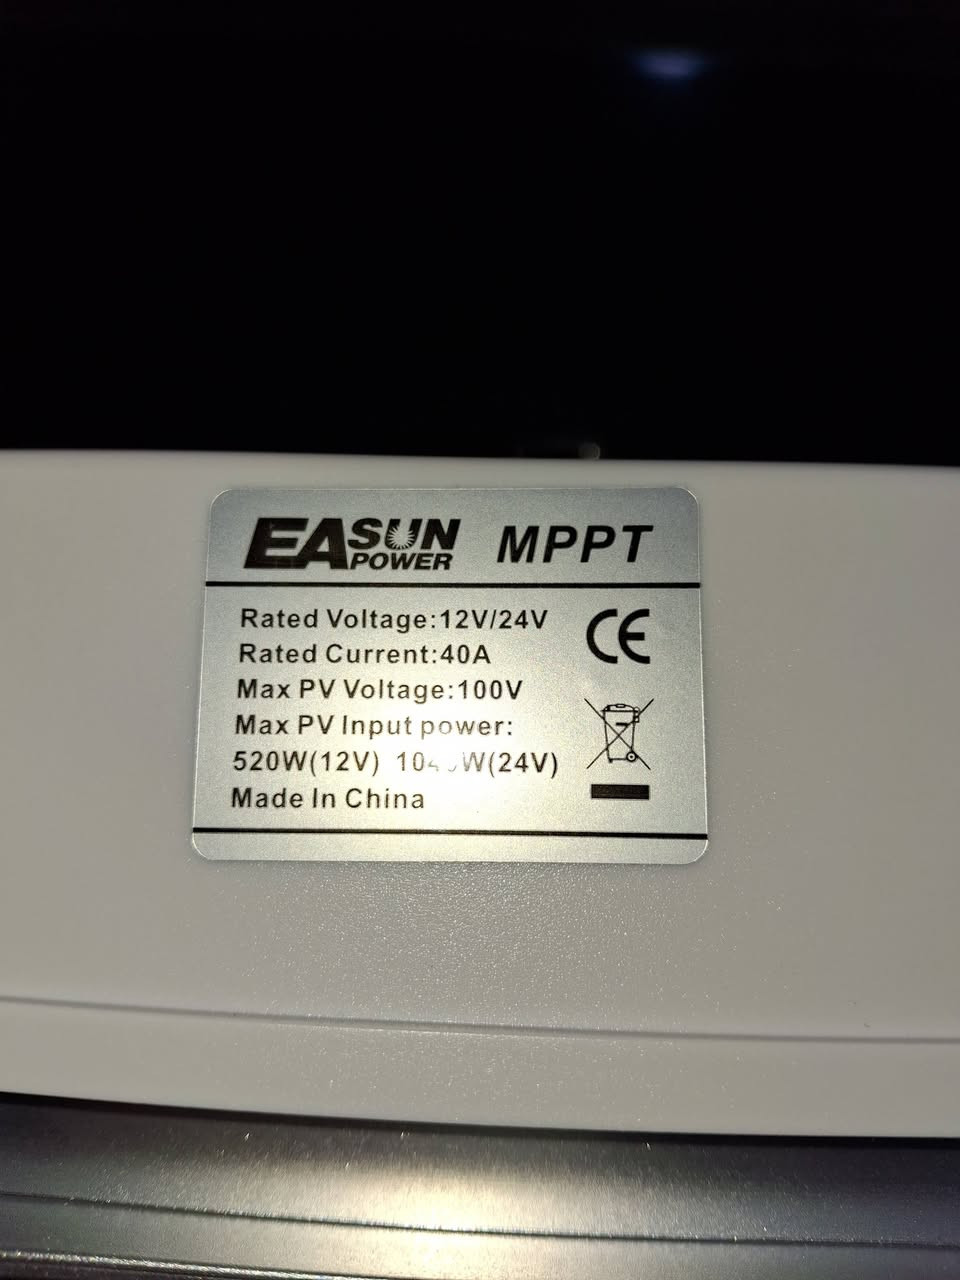 EASUN POWER MPPT
Rated Voltage:12V/24V
Rated Current:40A
Max PV Voltage:100V
Max PV Input power:
520W(12V)
Made In China
CE